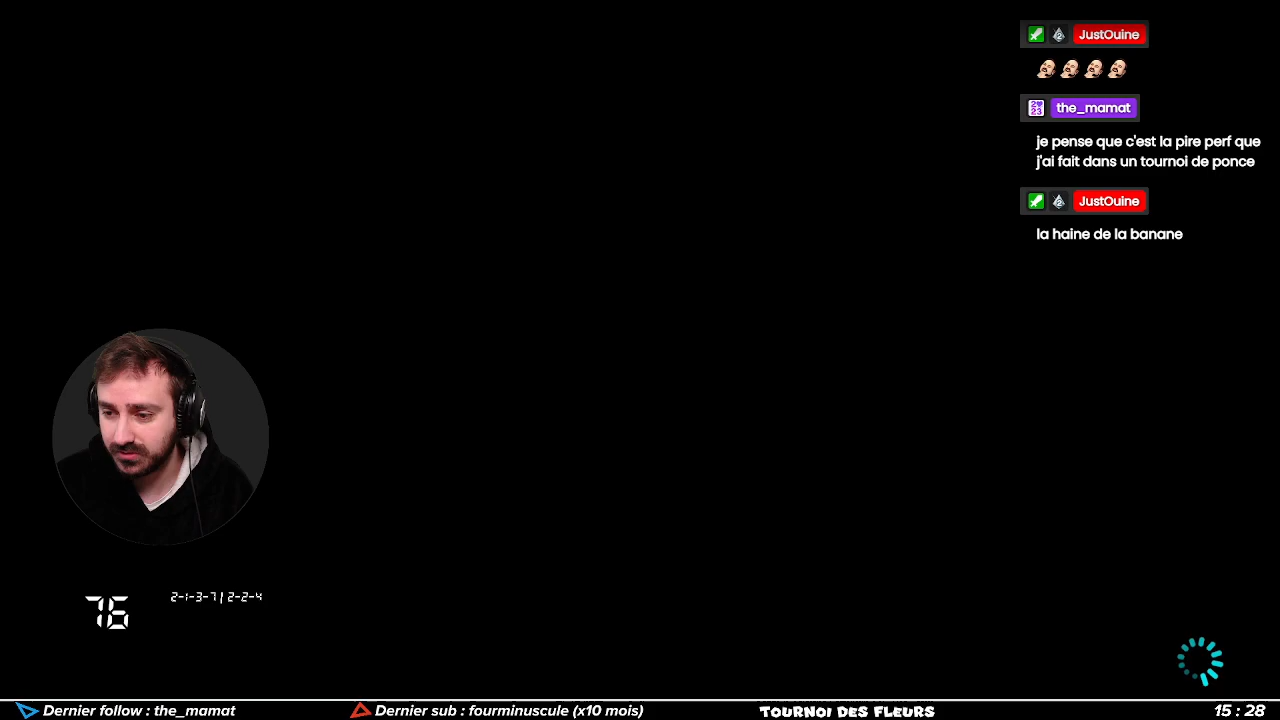 JustOuine
the_mamat
je pense que c'est la pire perf que
j'ai fait dans un tournoi de ponce
JustOuine
la haine de la banane
76
2-1-3-7 | 2-2-4
Dernier follow : the_mamat
Dernier sub : fourminuscule (x10 mois)
TOURNOI DES FLEURS
15 : 28